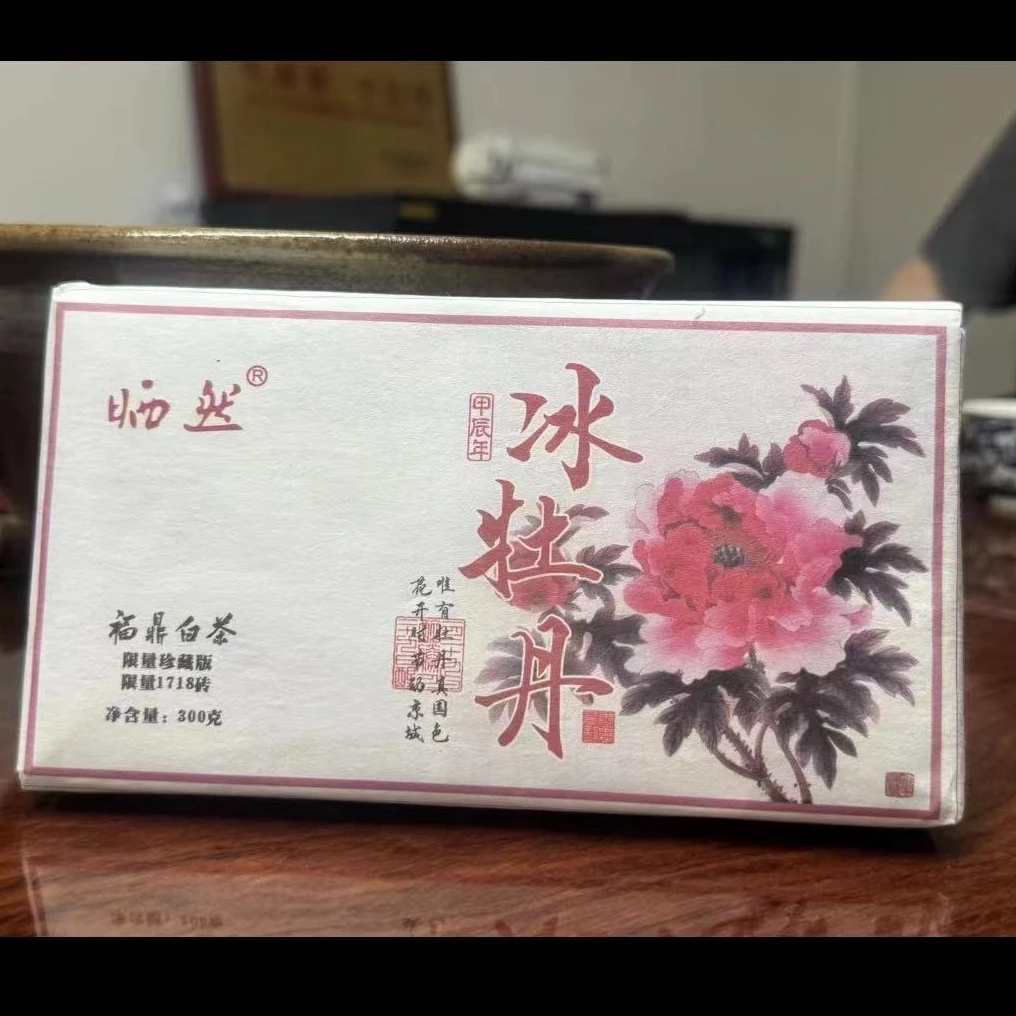 晒然®
甲辰年
冰牡丹
唯有牡丹真国色
花开时节动京城
福鼎白茶
限量珍藏版
限量1718砖
净含量：300克